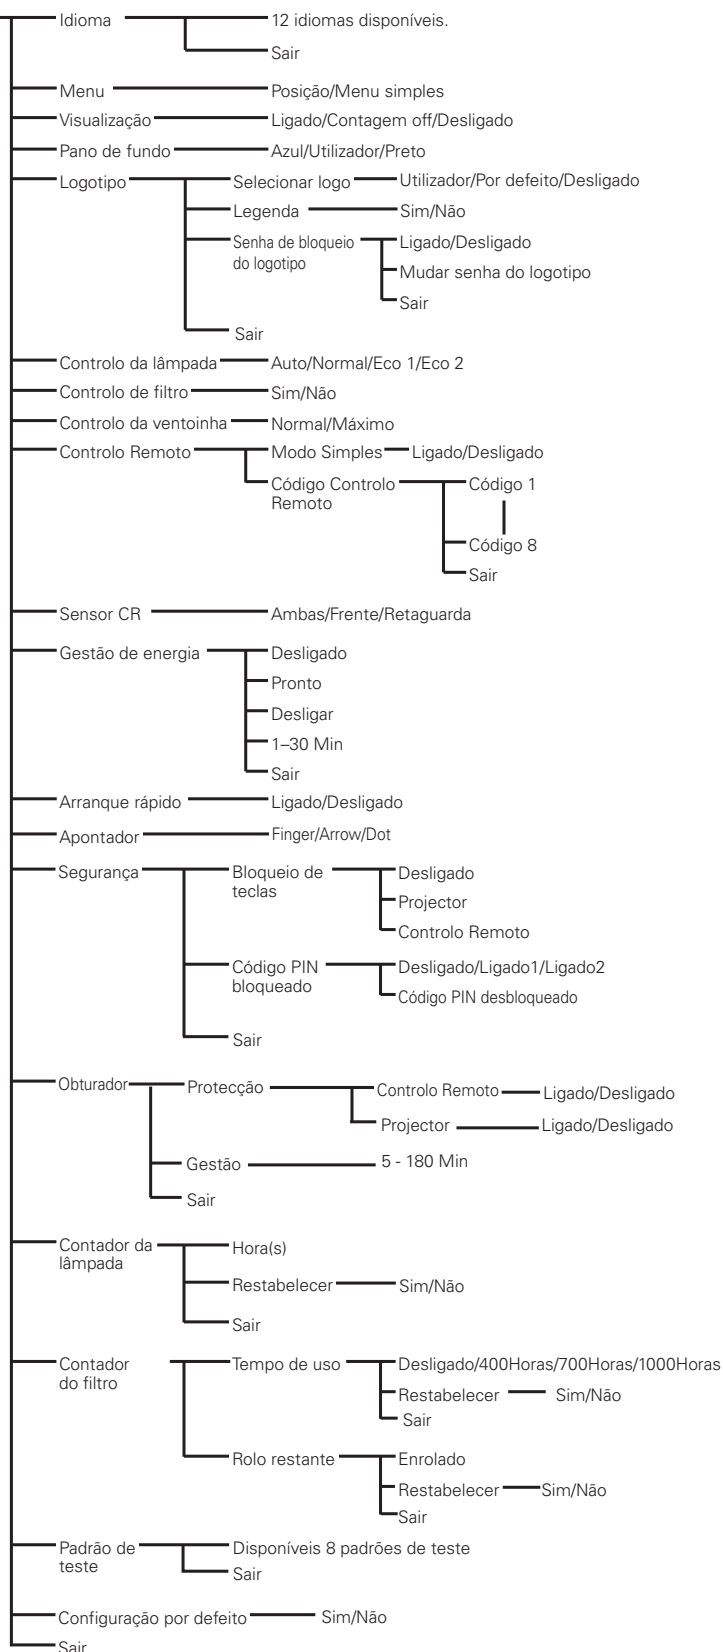 Idioma 12 idiomas disponíveis.
Sair
Menu Posição/Menu simples
Visualização Ligado/Contagem off/Desligado
Pano de fundo Azul/Utilizador/Preto
Logotipo Selecionar logo Utilizador/Por defeito/Desligado
Legenda Sim/Não
Senha de bloqueio Ligado/Desligado
do logotipo
Mudar senha do logotipo
Sair
Sair
Controlo da lâmpada Auto/Normal/Eco 1/Eco 2
Controlo de filtro Sim/Não
Controlo da ventoinha Normal/Máximo
Controlo Remoto Modo Simples Ligado/Desligado
Código Controlo Código 1
Remoto
Código 8
Sair
Sensor CR Ambas/Frente/Retaguarda
Gestão de energia Desligado
Pronto
Desligar
1–30 Min
Sair
Arranque rápido Ligado/Desligado
Apontador Finger/Arrow/Dot
Segurança Bloqueio de Desligado
teclas
Projector
Controlo Remoto
Código PIN Desligado/Ligado1/Ligado2
bloqueado
Código PIN desbloqueado
Sair
Obturador Protecção Controlo Remoto Ligado/Desligado
Projector Ligado/Desligado
Gestão 5 - 180 Min
Sair
Contador da Hora(s)
lâmpada
Restabelecer Sim/Não
Sair
Contador Tempo de uso Desligado/400Horas/700Horas/1000Horas
do filtro
Restabelecer Sim/Não
Sair
Rolo restante Enrolado
Restabelecer Sim/Não
Sair
Padrão de Disponíveis 8 padrões de teste
teste
Sair
Configuração por defeito Sim/Não
Sair